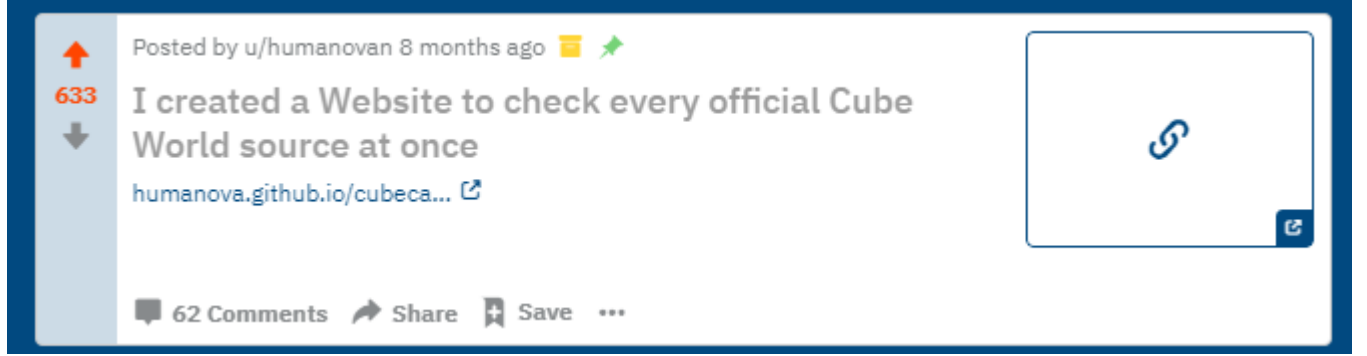 Posted by u/humanovan 8 months ago
633
I created a Website to check every official Cube
World source at once
humanova.github.io/cubeca...
62 Comments Share Save ...